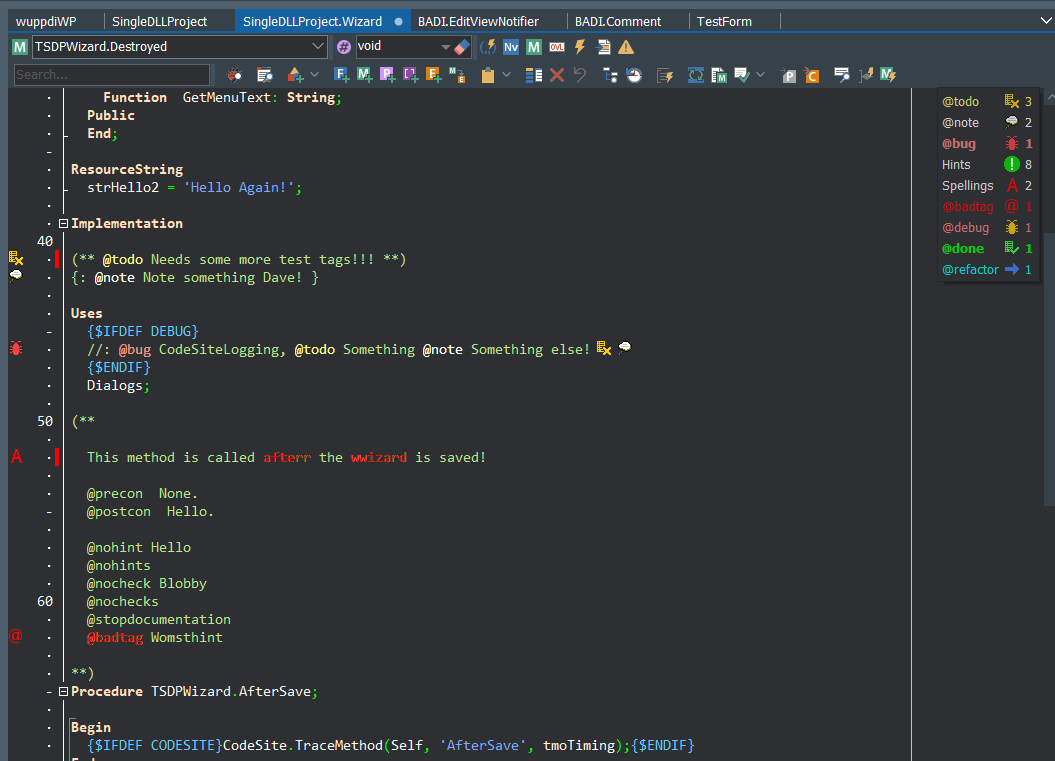 wuppdiWP SingleDLLProject SingleDLLProject.Wizard BADI.EditViewNotifier BADI.Comment TestForm
M TSDPWizard.Destroyed @ void Nv M OVL
Search...
Function  GetMenuText: String;
Public
End;
ResourceString
strHello2 = 'Hello Again!';
Implementation
40
(** @todo Needs some more test tags!!! **)
{: @note Note something Dave! }
Uses
{$IFDEF DEBUG}
//: @bug CodeSiteLogging, @todo Something @note Something else!
{$ENDIF}
Dialogs;
50 (**
A This method is called afterr the wwizard is saved!
@precon  None.
@postcon  Hello.
@nohint Hello
@nohints
@nocheck Blobby
60 @nochecks
@stopdocumentation
@ @badtag Womsthint
**)
Procedure TSDPWizard.AfterSave;
Begin
{$IFDEF CODESITE}CodeSite.TraceMethod(Self, 'AfterSave', tmoTiming);{$ENDIF}
@todo 3
@note 2
@bug 1
Hints ! 8
Spellings A 2
@badtag @ 1
@debug 1
@done 1
@refactor 1